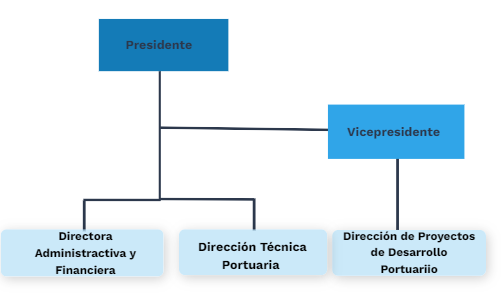 Presidente
Vicepresidente
Directora
Administractiva y
Financiera
Dirección Técnica
Portuaria
Dirección de Proyectos
de Desarrollo
Portuariio